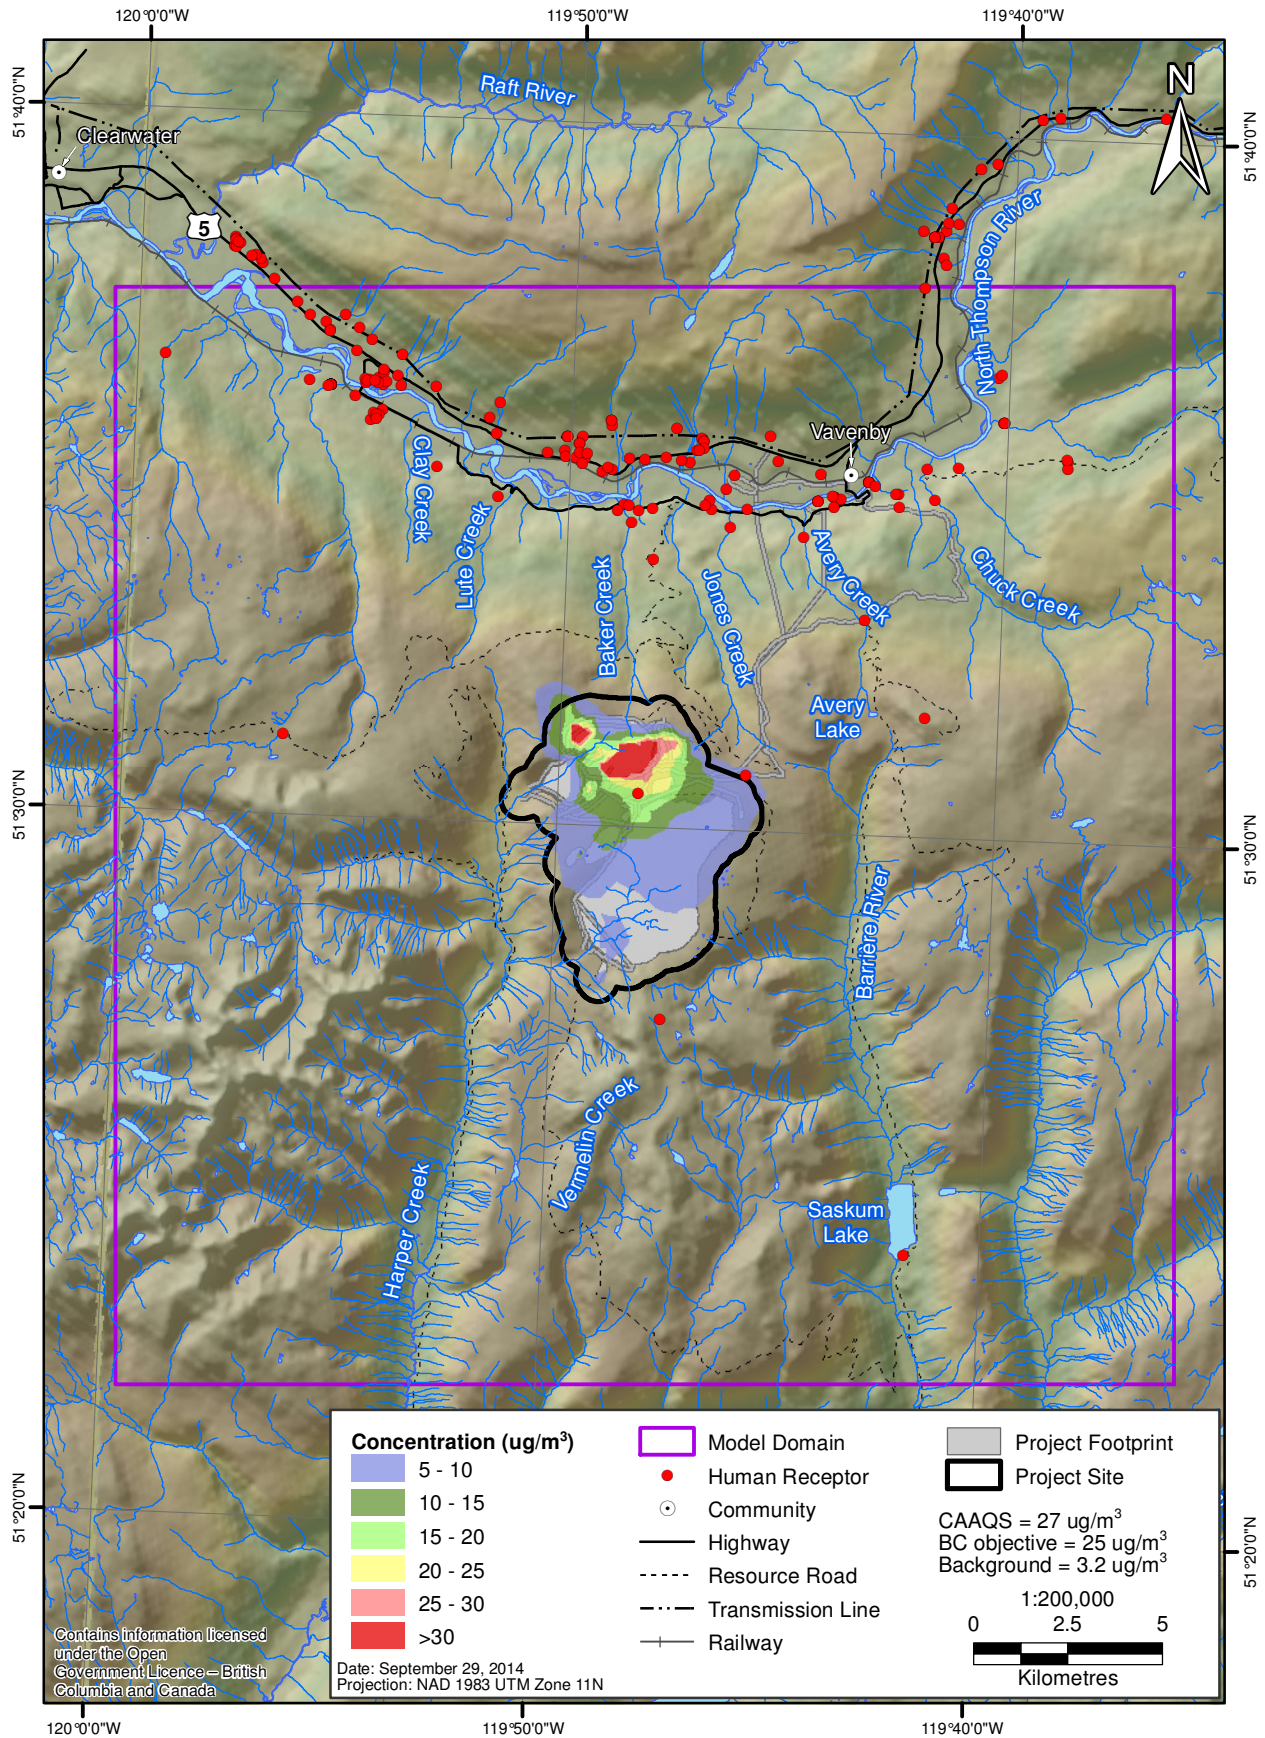 120°0'0"W
119°50'0"W
119°40'0"W
51°40'0"N
51°40'0"N
N
Raft River
Clearwater
5
North Thompson River
Vavenby
Clay Creek
Lute Creek
Baker Creek
Jones Creek
Avery Creek
Chuck Creek
Avery
Lake
51°30'0"N
51°30'0"N
Barrière River
Vermelin Creek
Harper Creek
Saskum
Lake
Concentration (ug/m³)
5 - 10
10 - 15
15 - 20
20 - 25
25 - 30
>30
Date: September 29, 2014
Projection: NAD 1983 UTM Zone 11N
Model Domain
Human Receptor
Community
Highway
Resource Road
Transmission Line
Railway
Project Footprint
Project Site
CAAQS = 27 ug/m³
BC objective = 25 ug/m³
Background = 3.2 ug/m³
1:200,000
0 2.5 5
Kilometres
51°20'0"N
51°20'0"N
Contains information licensed
under the Open
Government Licence – British
Columbia and Canada
120°0'0"W
119°50'0"W
119°40'0"W